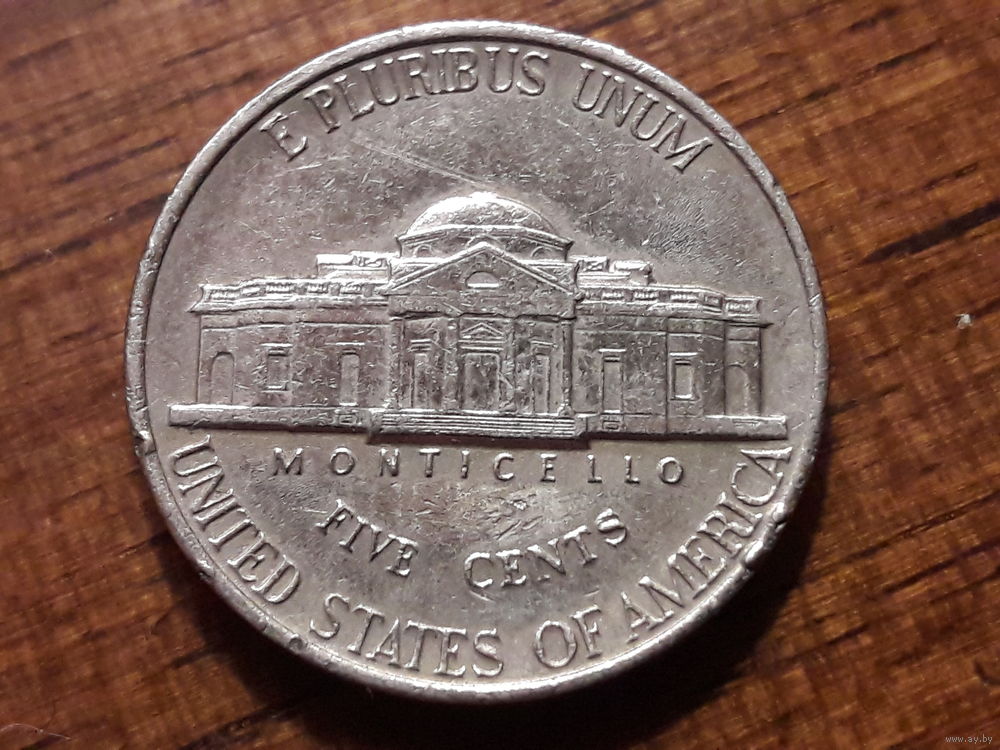 E PLURIBUS UNUM
MONTICELLO
FIVE CENTS
UNITED STATES OF AMERICA
www.ay.by